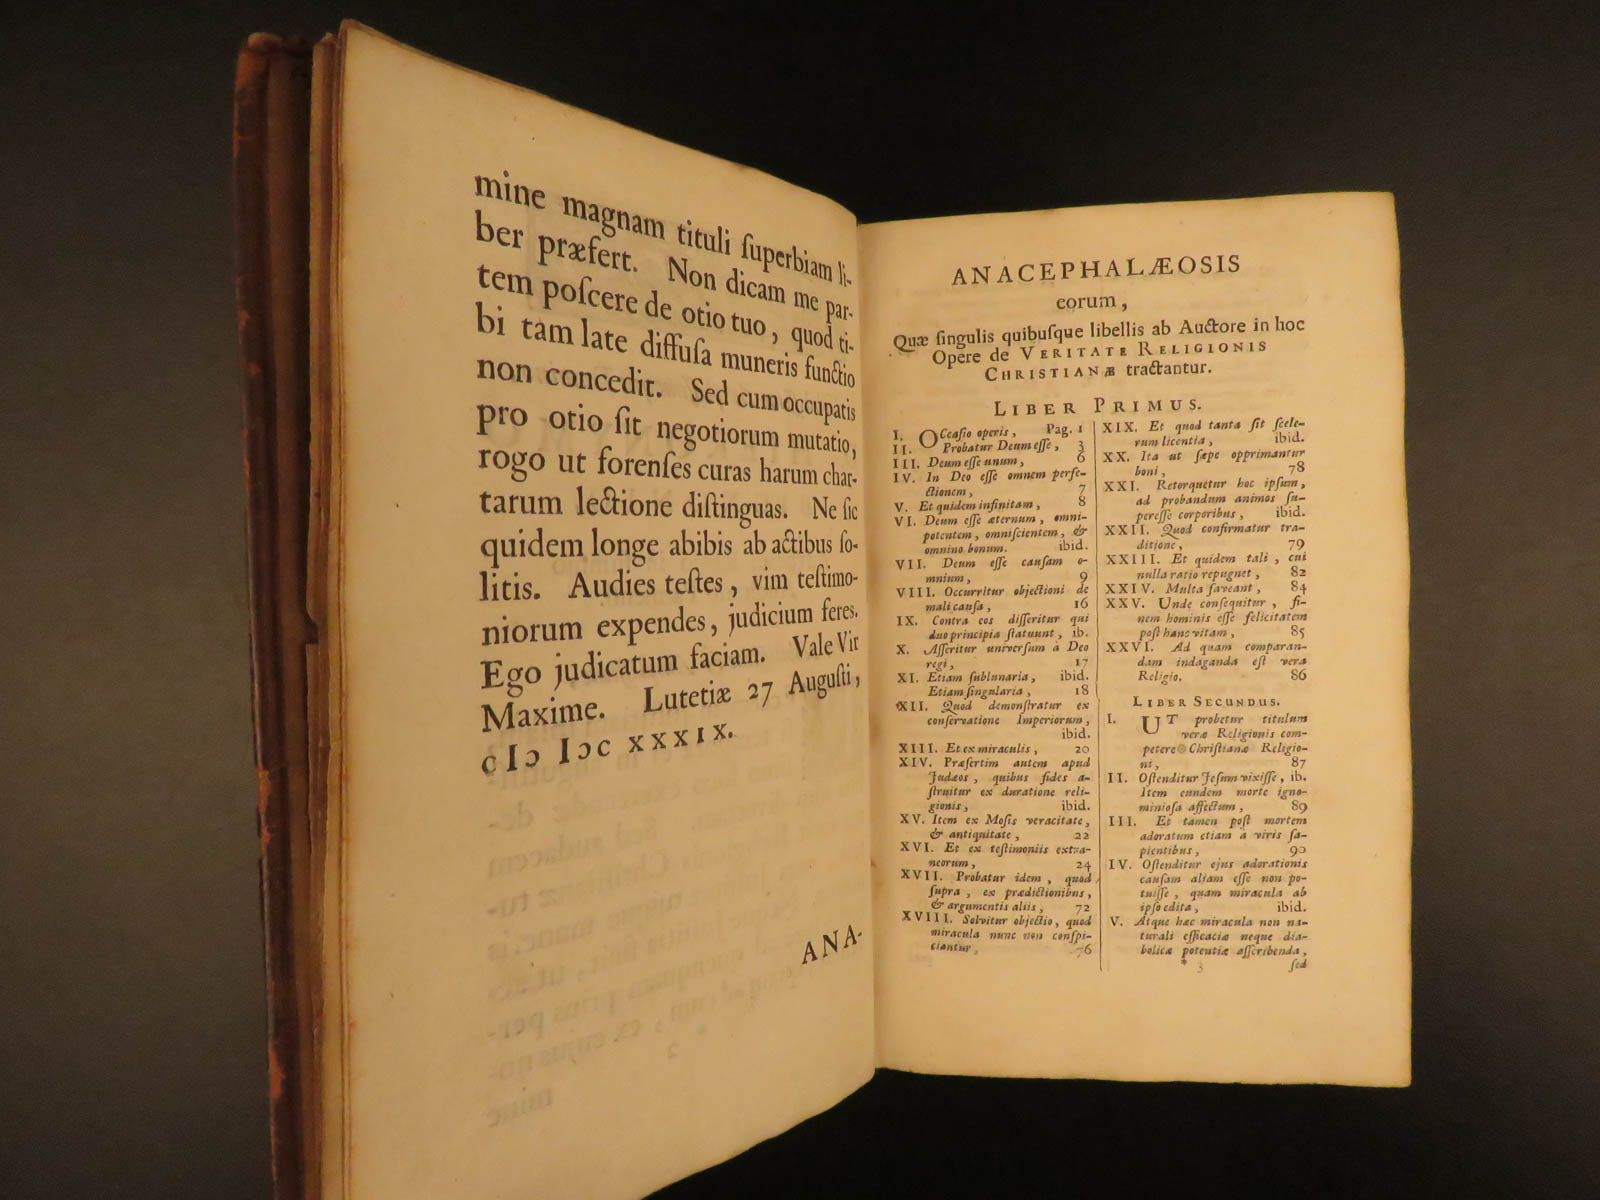 mine magnam tituli ſuperbiam li-
ber præfert. Non dicam me par-
tem poſcere de otio tuo, quod ti-
bi tam late diffuſa muneris functio
non concedit. Sed cum occupatis
pro otio ſit negotiorum mutatio,
rogo ut forenſes curas harum char-
tarum lectione diſtinguas. Ne ſic
quidem longe abibis ab actibus ſo-
litis. Audies teſtes, vim teſtimo-
niorum expendes, judicium feres.
Ego judicatum faciam. Vale Vir
Maxime. Lutetiæ 27 Auguſti,
cIↄ Iↄc XXXIX.
ANA-
ANACEPHALÆOSIS
eorum,
Quæ ſingulis quibuſque libellis ab Auctore in hoc
Opere de VERITATE RELIGIONIS
CHRISTIANÆ tractantur.
LIBER PRIMUS.
I. OCcaſio operis, Pag. 1
II. Probatur Deum eſſe, 3
III. Deum eſſe unum, 6
IV. In Deo eſſe omnem perfe-
ctionem, 7
V. Et quidem infinitam, 8
VI. Deum eſſe æternum, omni-
potentem, omniſcientem, &
omnino bonum. ibid.
VII. Deum eſſe cauſam o-
mnium, 9
VIII. Occurritur objectioni de
mali cauſa, 16
IX. Contra eos diſſeritur qui
duo principia ſtatuunt, ib.
X. Aſſeritur univerſum à Deo
regi, 17
XI. Etiam ſublunaria, ibid.
Etiam ſingularia, 18
XII. Quod demonſtratur ex
conſervatione Imperiorum,
ibid.
XIII. Et ex miraculis, 20
XIV. Præſertim autem apud
Judæos, quibus fides a-
ſtruitur ex duratione reli-
gionis, ibid.
XV. Item ex Moſis veracitate,
& antiquitate, 22
XVI. Et ex teſtimoniis extra-
neorum, 24
XVII. Probatur idem, quod
ſupra, ex prædictionibus,
& argumentis aliis, 72
XVIII. Solvitur objectio, quod
miracula nunc non conſpi-
ciantur, 76
XIX. Et quod tanta ſit ſcele-
rum licentia, ibid.
XX. Ita ut ſæpe opprimantur
boni, 78
XXI. Retorquetur hoc ipſum,
ad probandum animos ſu-
pereſſe corporibus, ibid.
XXII. Quod confirmatur tra-
ditione, 79
XXIII. Et quidem tali, cui
nulla ratio repugnet, 82
XXIV. Multa faveant, 84
XXV. Unde conſequitur, fi-
nem hominis eſſe felicitatem
poſt hanc vitam, 85
XXVI. Ad quam comparan-
dam indaganda eſt vera
Religio. 86
LIBER SECUNDUS.
I. UT probetur titulum
veræ Religionis com-
petere Chriſtianæ Religio-
ni, 87
II. Oſtenditur Jeſum vixiſſe, ib.
Item eundem morte igno-
minioſa affectum, 89
III. Et tamen poſt mortem
adoratum etiam à viris ſa-
pientibus, 90
IV. Oſtenditur ejus adorationis
cauſam aliam eſſe non po-
tuiſſe, quam miracula ab
ipſo edita, ibid.
V. Atque hæc miracula non na-
turali efficaciæ neque dia-
bolicæ potentiæ aſſcribenda,
* 3 ſed